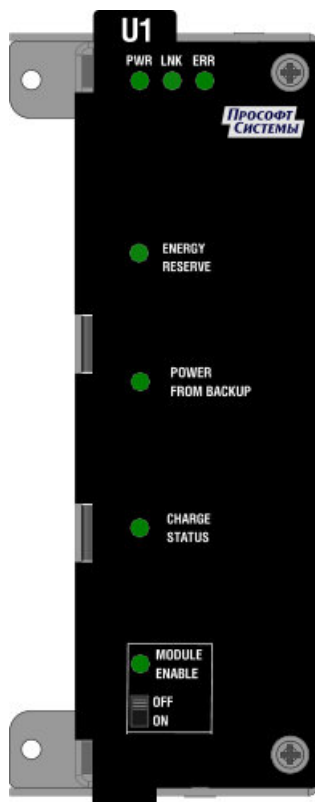 U1
PWR LNK ERR
ПРОСОФТ
СИСТЕМЫ
ENERGY
RESERVE
POWER
FROM BACKUP
CHARGE
STATUS
MODULE
ENABLE
OFF
ON